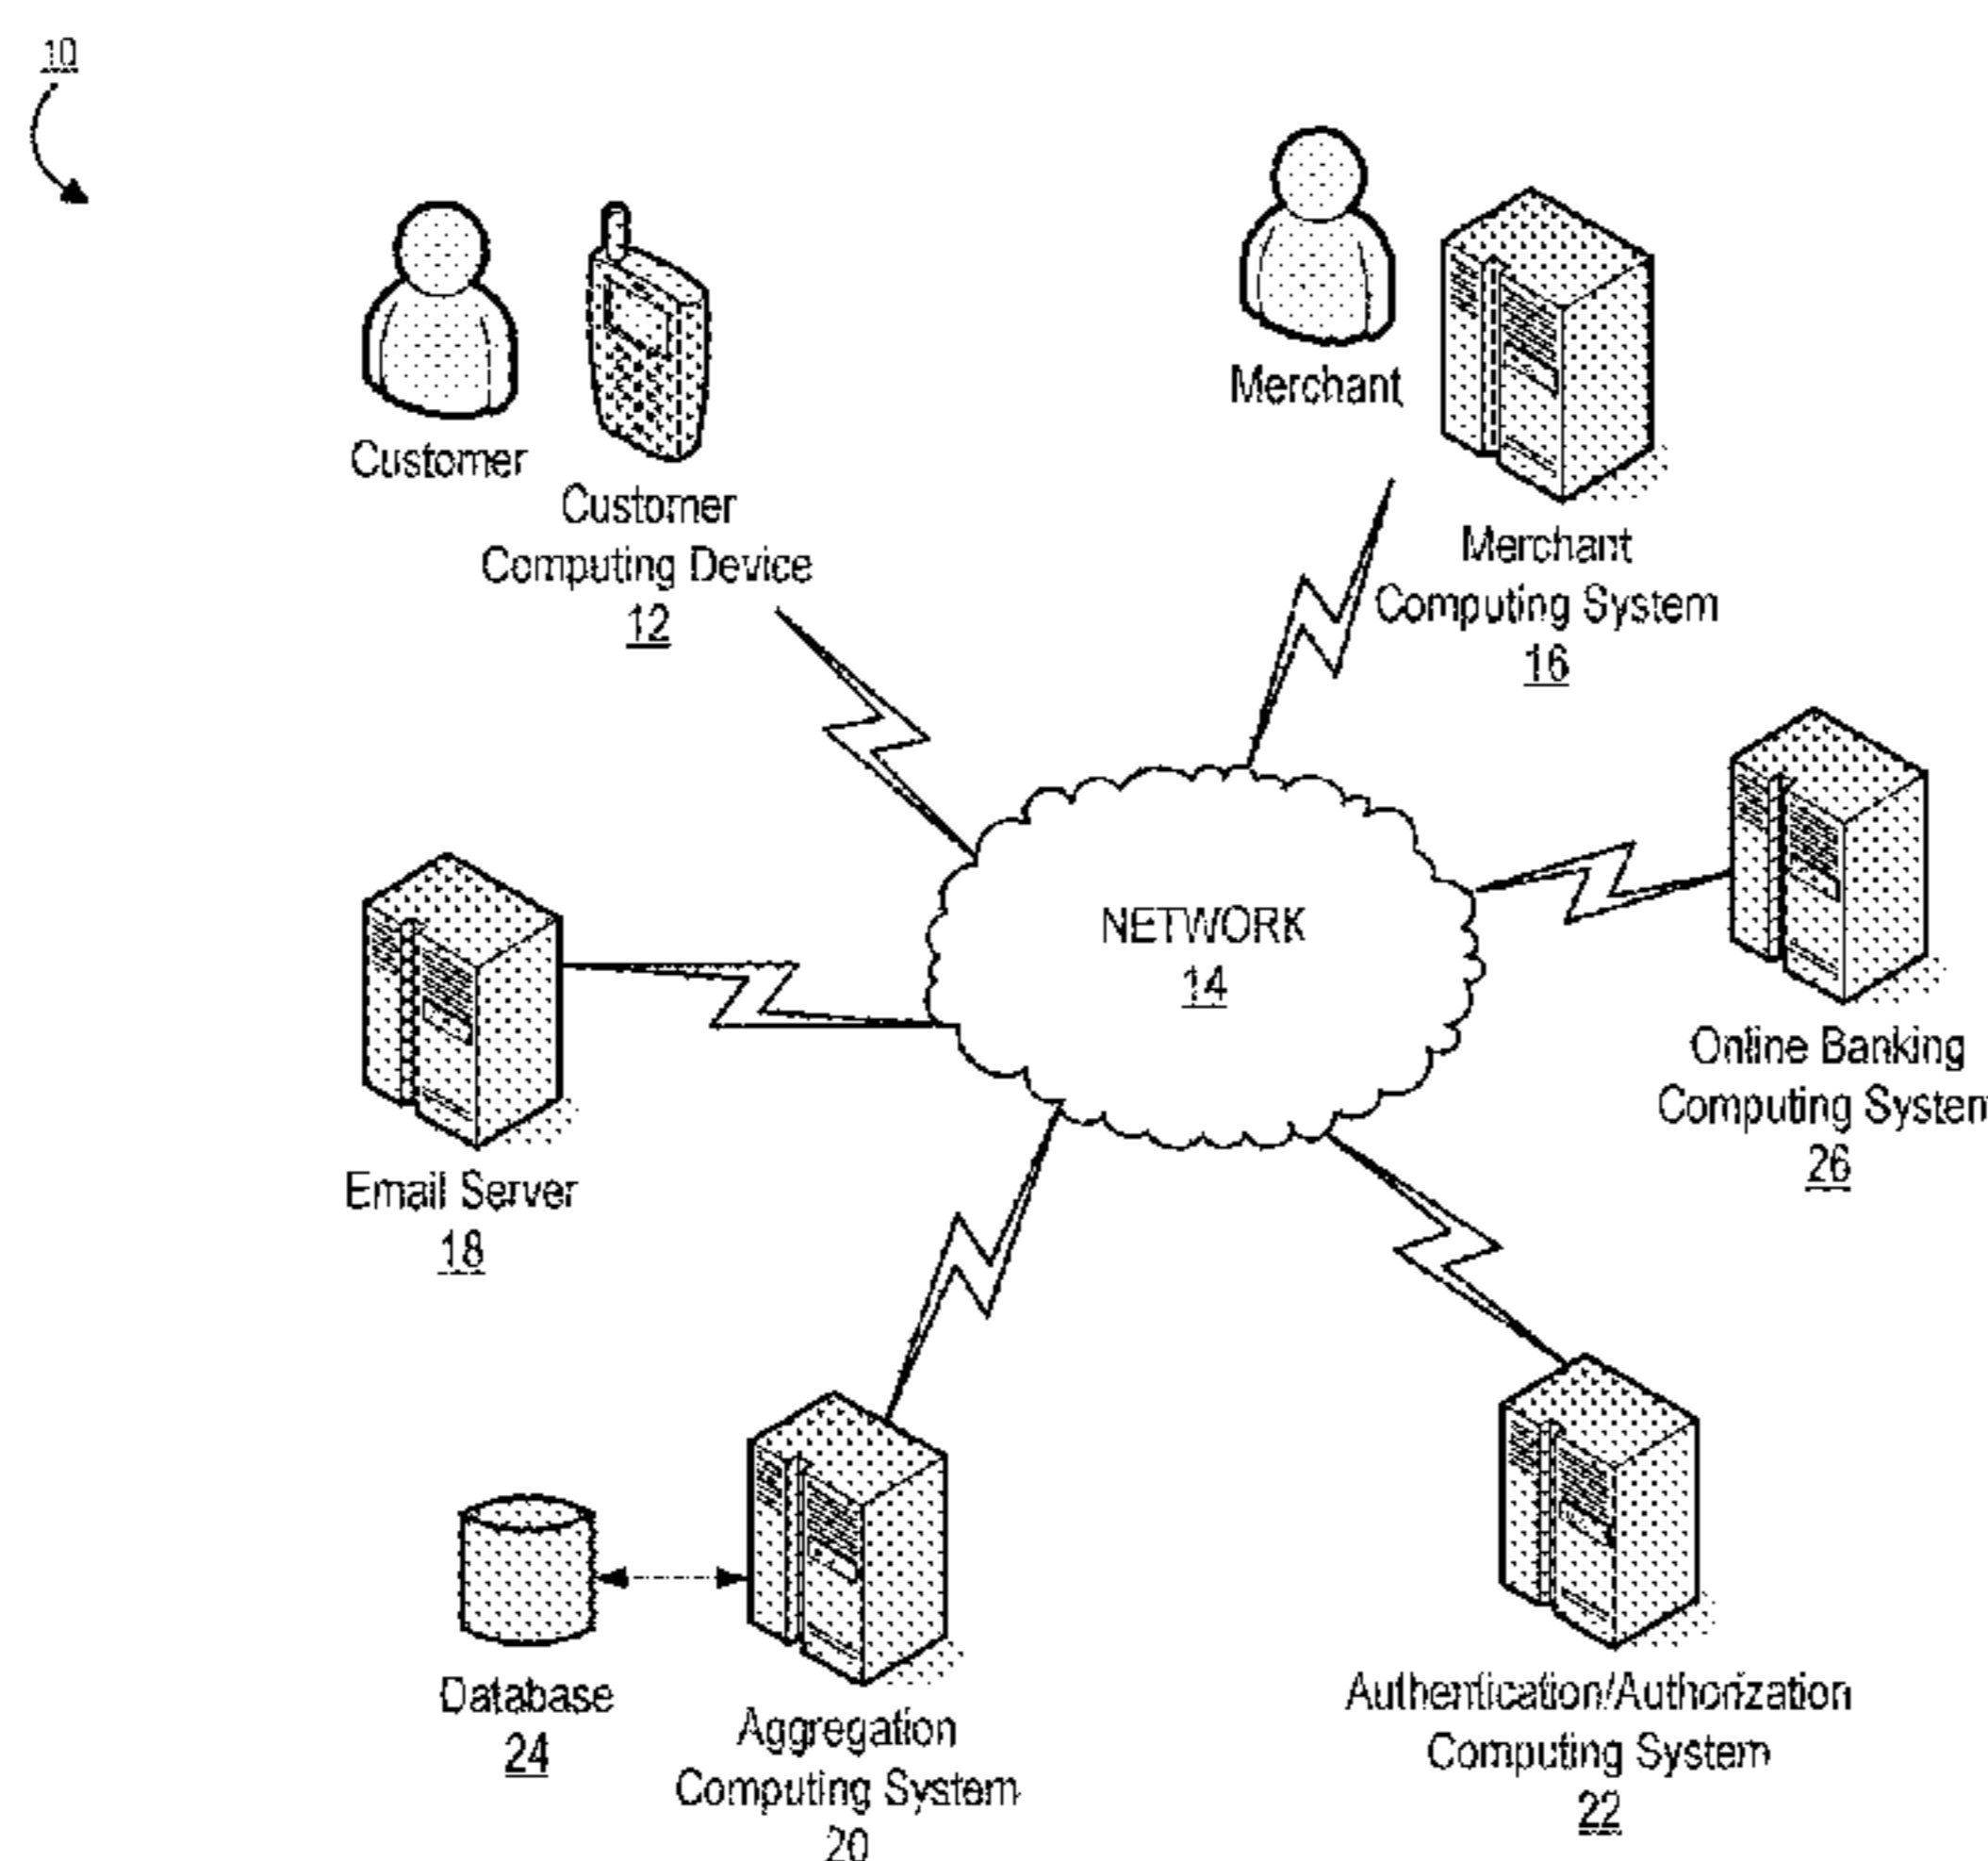 10
Customer
Customer
Computing Device
12
Merchant
Merchant
Computing System
16
NETWORK
14
Online Banking
Computing System
26
Email Server
18
Database
24
Aggregation
Computing System
20
Authentication/Authorization
Computing System
22